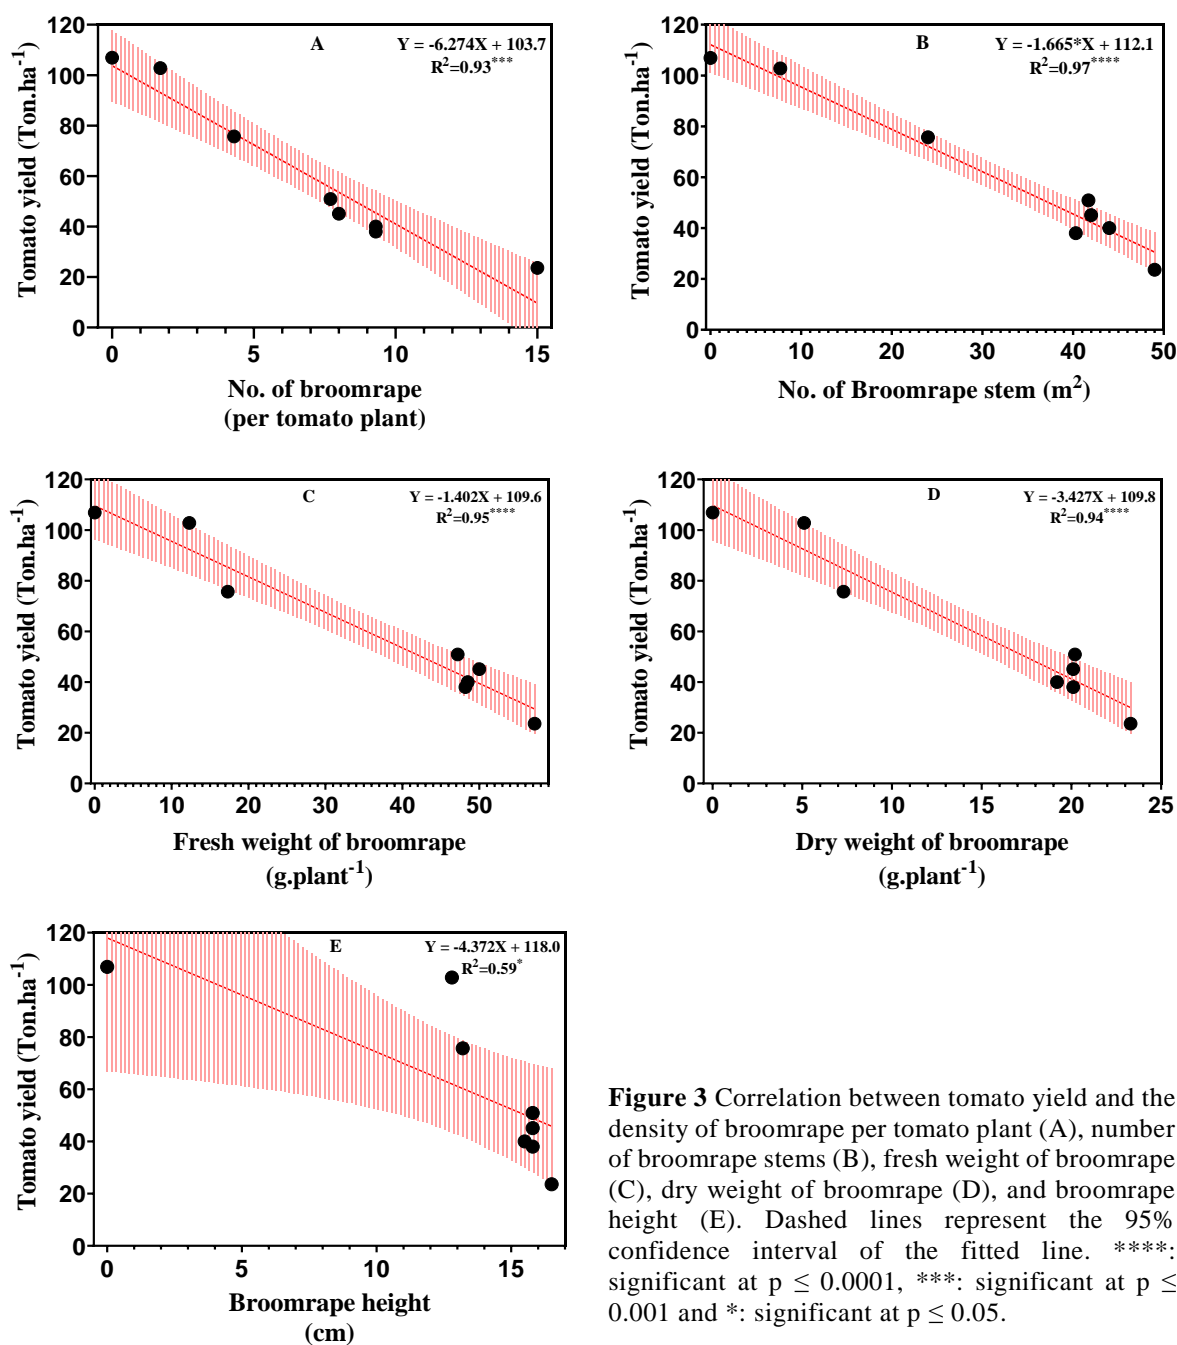 A
Y = -6.274X + 103.7
R²=0.93***
Tomato yield (Ton.ha⁻¹)
120
100
80
60
40
20
0
0 5 10 15
No. of broomrape
(per tomato plant)
B
Y = -1.665*X + 112.1
R²=0.97****
Tomato yield (Ton.ha⁻¹)
120
100
80
60
40
20
0
0 10 20 30 40 50
No. of Broomrape stem (m²)
C
Y = -1.402X + 109.6
R²=0.95****
Tomato yield (Ton.ha⁻¹)
120
100
80
60
40
20
0
0 10 20 30 40 50
Fresh weight of broomrape
(g.plant⁻¹)
D
Y = -3.427X + 109.8
R²=0.94****
Tomato yield (Ton.ha⁻¹)
120
100
80
60
40
20
0
0 5 10 15 20 25
Dry weight of broomrape
(g.plant⁻¹)
E
Y = -4.372X + 118.0
R²=0.59*
Tomato yield (Ton.ha⁻¹)
120
100
80
60
40
20
0
0 5 10 15
Broomrape height
(cm)
Figure 3 Correlation between tomato yield and the
density of broomrape per tomato plant (A), number
of broomrape stems (B), fresh weight of broomrape
(C), dry weight of broomrape (D), and broomrape
height (E). Dashed lines represent the 95%
confidence interval of the fitted line. ****:
significant at p ≤ 0.0001, ***: significant at p ≤
0.001 and *: significant at p ≤ 0.05.